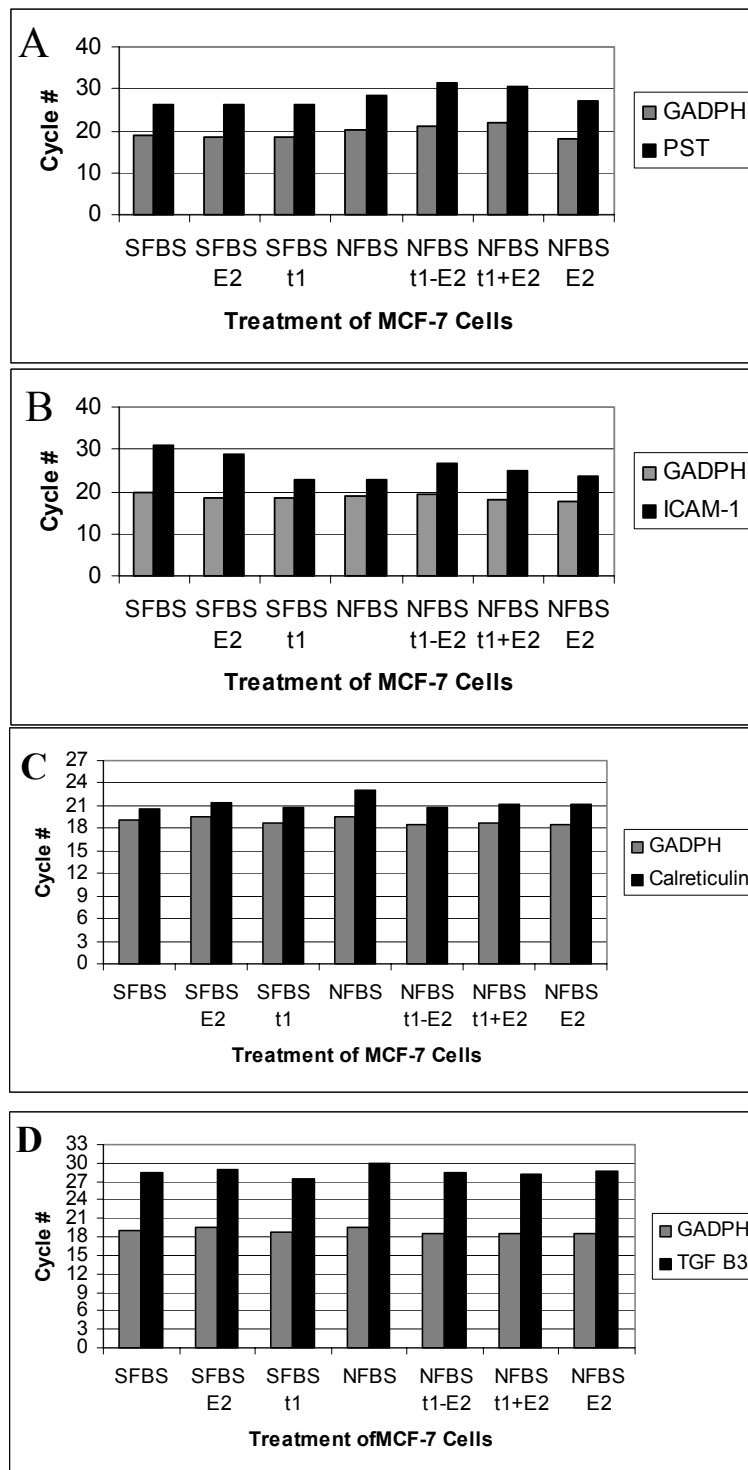 A
40
30
20
10
0
Cycle #
SFBS
SFBS E2
SFBS t1
NFBS
NFBS t1-E2
NFBS t1+E2
NFBS E2
Treatment of MCF-7 Cells
GADPH
PST
B
40
30
20
10
0
Cycle #
SFBS
SFBS E2
SFBS t1
NFBS
NFBS t1-E2
NFBS t1+E2
NFBS E2
Treatment of MCF-7 Cells
GADPH
ICAM-1
C
27
24
21
18
15
12
9
6
3
0
Cycle #
SFBS
SFBS E2
SFBS t1
NFBS
NFBS t1-E2
NFBS t1+E2
NFBS E2
Treatment of MCF-7 Cells
GADPH
Calreticulin
D
33
30
27
24
21
18
15
12
9
6
3
0
Cycle #
SFBS
SFBS E2
SFBS t1
NFBS
NFBS t1-E2
NFBS t1+E2
NFBS E2
Treatment ofMCF-7 Cells
GADPH
TGF B3